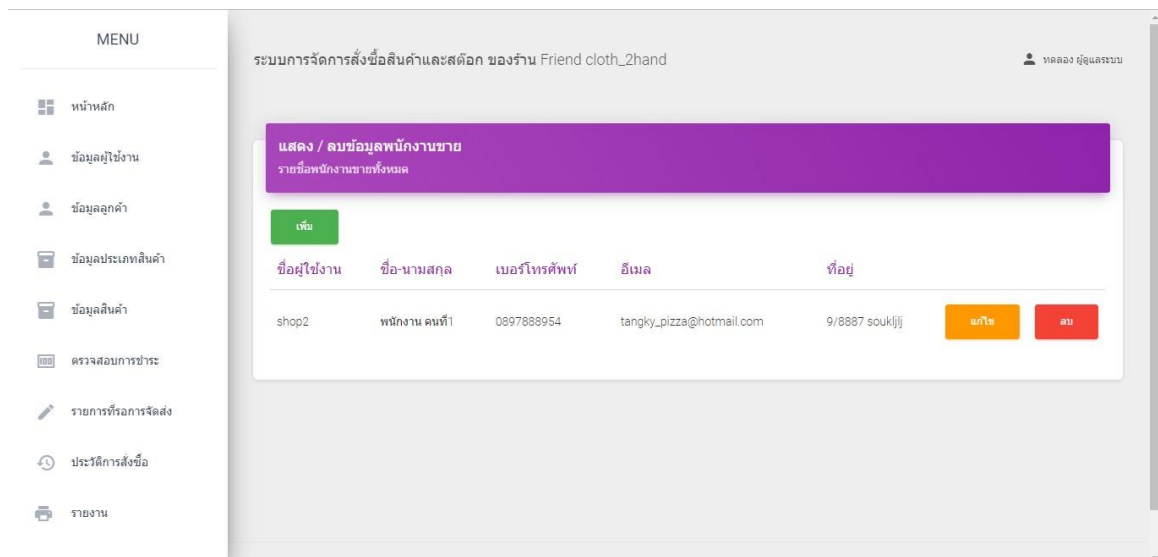 MENU
หน้าหลัก
ข้อมูลผู้ใช้งาน
ข้อมูลลูกค้า
ข้อมูลประเภทสินค้า
ข้อมูลสินค้า
ตรวจสอบการชำระ
รายการที่รอการจัดส่ง
ประวัติการสั่งซื้อ
รายงาน
ระบบการจัดการสั่งซื้อสินค้าและสต๊อก ของร้าน Friend cloth_2hand
ทดลอง ผู้ดูแลระบบ
แสดง / ลบข้อมูลพนักงานขาย
รายชื่อพนักงานขายทั้งหมด
เพิ่ม
ชื่อผู้ใช้งาน ชื่อ-นามสกุล เบอร์โทรศัพท์ อีเมล ที่อยู่
shop2 พนักงาน คนที่1 0897888954 tangky_pizza@hotmail.com 9/8887 soukljlj แก้ไข ลบ